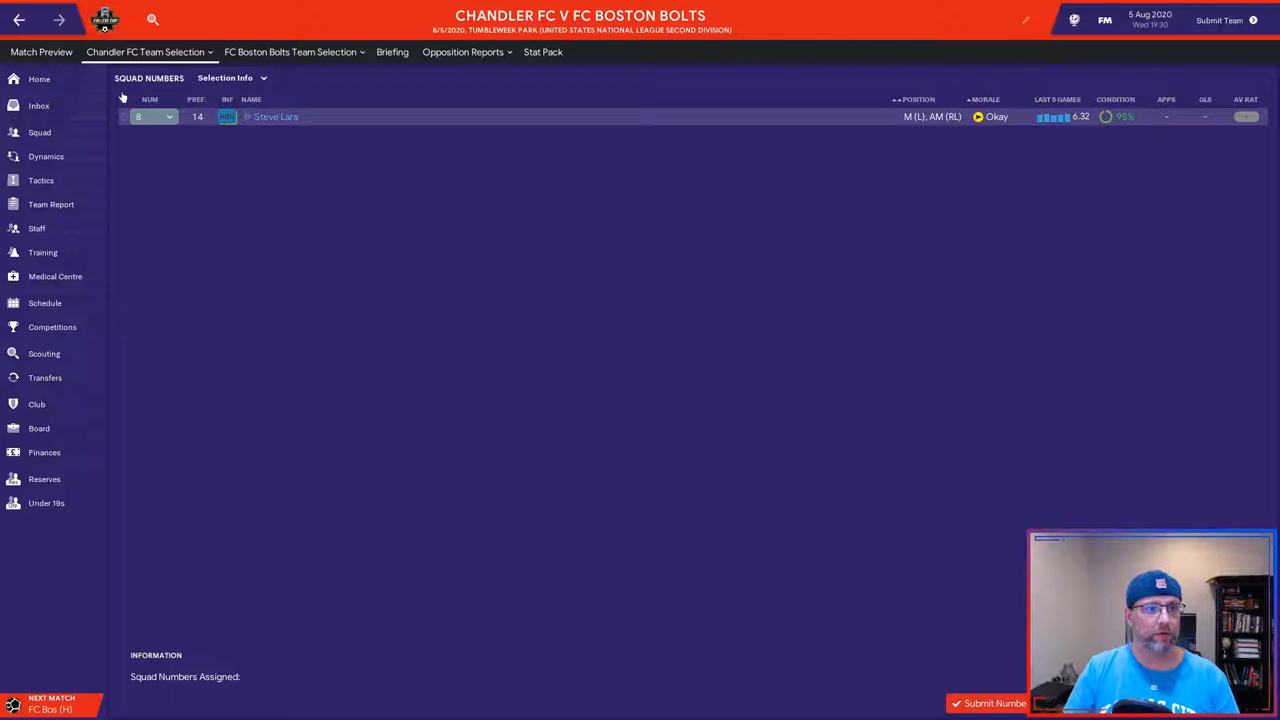 CHANDLER FC V FC BOSTON BOLTS
8/5/2020, TUMBLEWEEK PARK (UNITED STATES NATIONAL LEAGUE SECOND DIVISION)
COLLEGE CUP
FM
5 Aug 2020
Wed 19:30
Submit Team
Match Preview
Chandler FC Team Selection
FC Boston Bolts Team Selection
Briefing
Opposition Reports
Stat Pack
SQUAD NUMBERS
Selection Info
NUM PREF. INF NAME POSITION MORALE LAST 5 GAMES CONDITION APPS GLS AV RAT
8 14 HGN Steve Lara M (L), AM (RL) Okay 6.32 95% - - -
Home
Inbox
Squad
Dynamics
Tactics
Team Report
Staff
Training
Medical Centre
Schedule
Competitions
Scouting
Transfers
Club
Board
Finances
Reserves
Under 19s
INFORMATION
Squad Numbers Assigned:
Submit Numbe
NEXT MATCH
FC Bos (H)